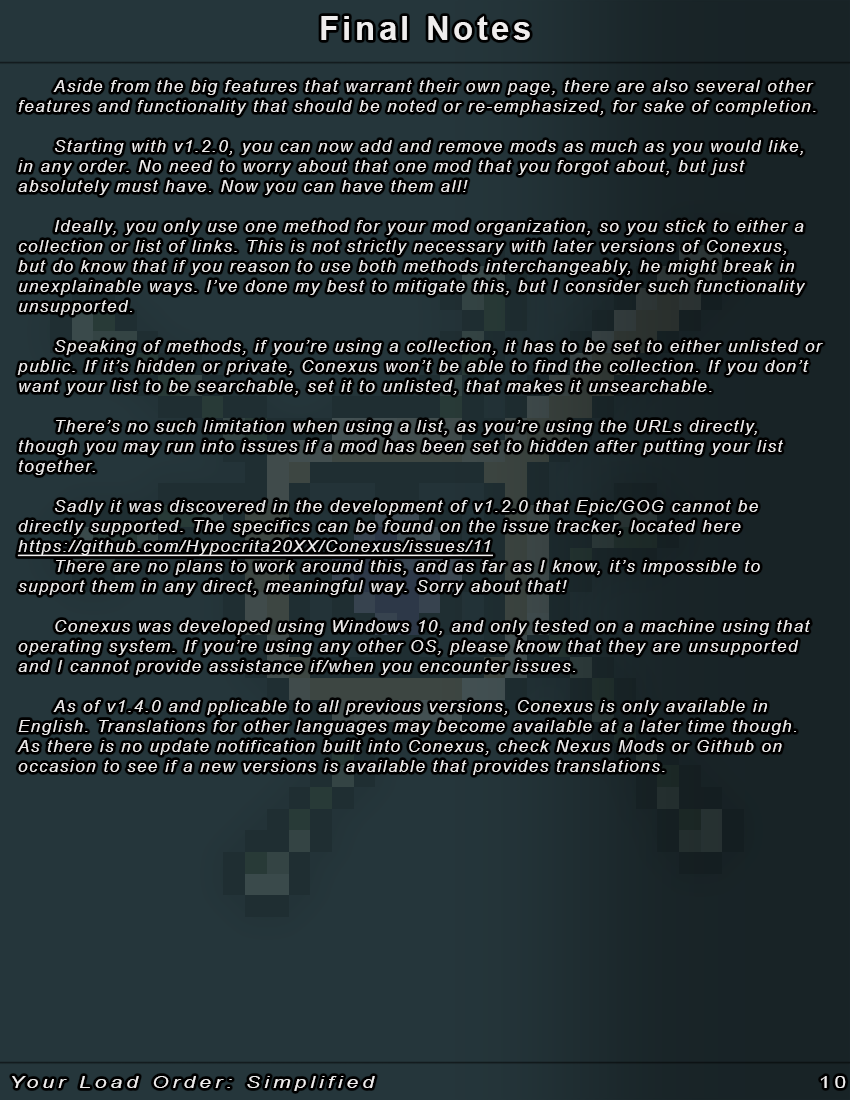 Final Notes
Aside from the big features that warrant their own page, there are also several other
features and functionality that should be noted or re-emphasized, for sake of completion.
Starting with v1.2.0, you can now add and remove mods as much as you would like,
in any order. No need to worry about that one mod that you forgot about, but just
absolutely must have. Now you can have them all!
Ideally, you only use one method for your mod organization, so you stick to either a
collection or list of links. This is not strictly necessary with later versions of Conexus,
but do know that if you reason to use both methods interchangeably, he might break in
unexplainable ways. I’ve done my best to mitigate this, but I consider such functionality
unsupported.
Speaking of methods, if you’re using a collection, it has to be set to either unlisted or
public. If it’s hidden or private, Conexus won’t be able to find the collection. If you don’t
want your list to be searchable, set it to unlisted, that makes it unsearchable.
There’s no such limitation when using a list, as you’re using the URLs directly,
though you may run into issues if a mod has been set to hidden after putting your list
together.
Sadly it was discovered in the development of v1.2.0 that Epic/GOG cannot be
directly supported. The specifics can be found on the issue tracker, located here
https://github.com/Hypocrita20XX/Conexus/issues/11
There are no plans to work around this, and as far as I know, it’s impossible to
support them in any direct, meaningful way. Sorry about that!
Conexus was developed using Windows 10, and only tested on a machine using that
operating system. If you’re using any other OS, please know that they are unsupported
and I cannot provide assistance if/when you encounter issues.
As of v1.4.0 and pplicable to all previous versions, Conexus is only available in
English. Translations for other languages may become available at a later time though.
As there is no update notification built into Conexus, check Nexus Mods or Github on
occasion to see if a new versions is available that provides translations.
Your Load Order: Simplified
10